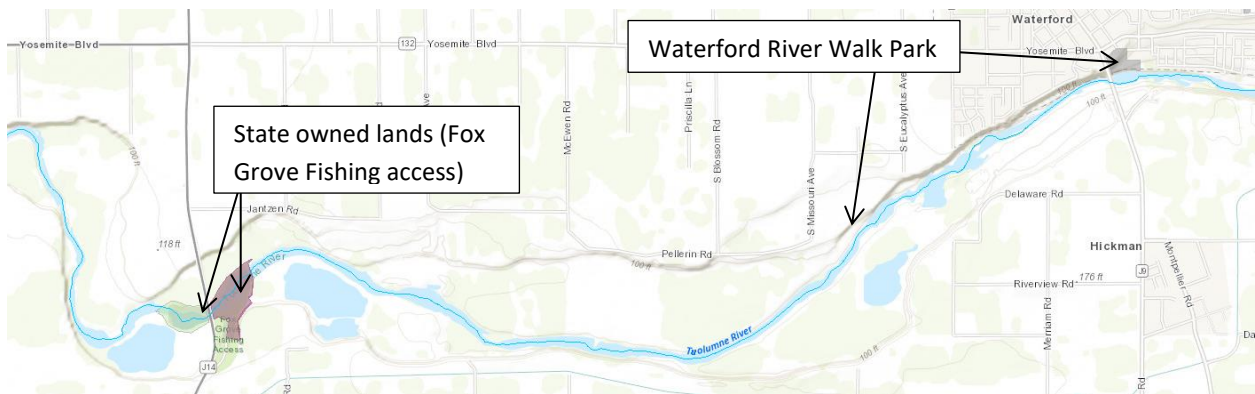 Waterford
Yosemite Blvd
132
Yosemite Blvd
Yosemite Blvd
Waterford River Walk Park
100 ft
100 ft
State owned lands (Fox
Grove Fishing access)
McEwen Rd
Priscilla Ln
S Blossom Rd
S Missouri Ave
S Eucalyptus Ave
100 ft
Delaware Rd
Jantzen Rd
118 ft
Pellerin Rd
100 ft
Hickman
Montpellier Rd
J9
176 ft
Riverview Rd
Merriam Rd
River
Grove
Fishing
Access
J14
Tuolumne River
100 ft
Rd
Rd